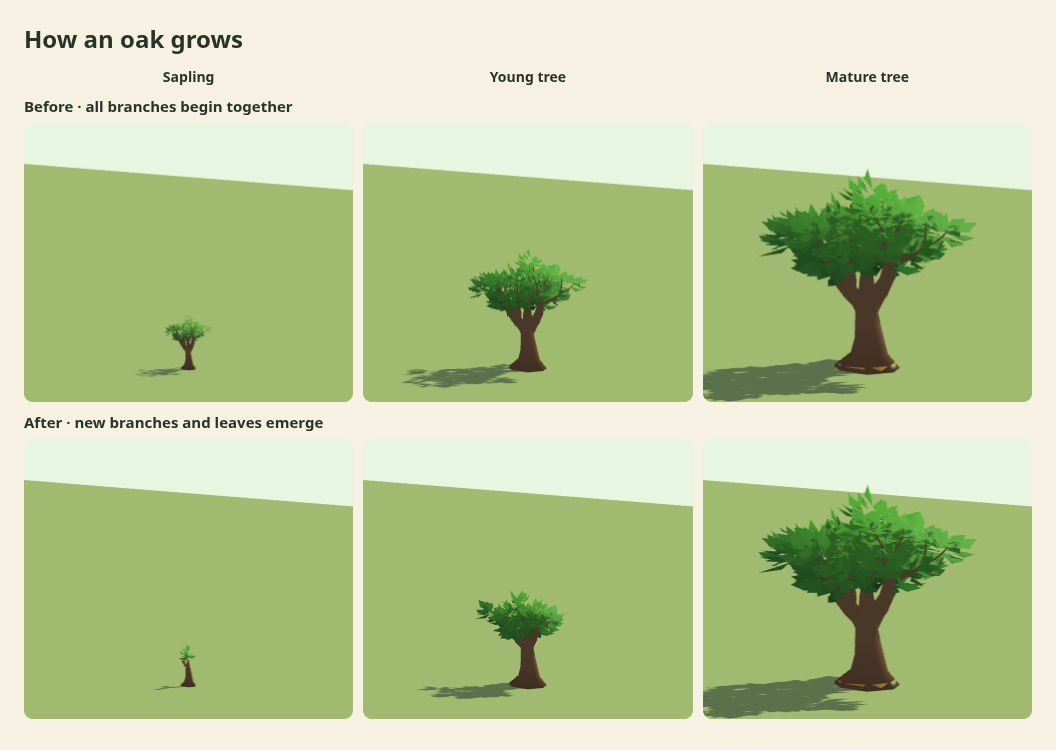 How an oak grows
Sapling
Young tree
Mature tree
Before · all branches begin together
After · new branches and leaves emerge